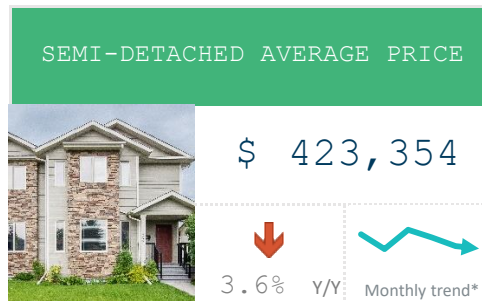 SEMI-DETACHED AVERAGE PRICE
$ 423,354
3.6% Y/Y
Monthly trend*